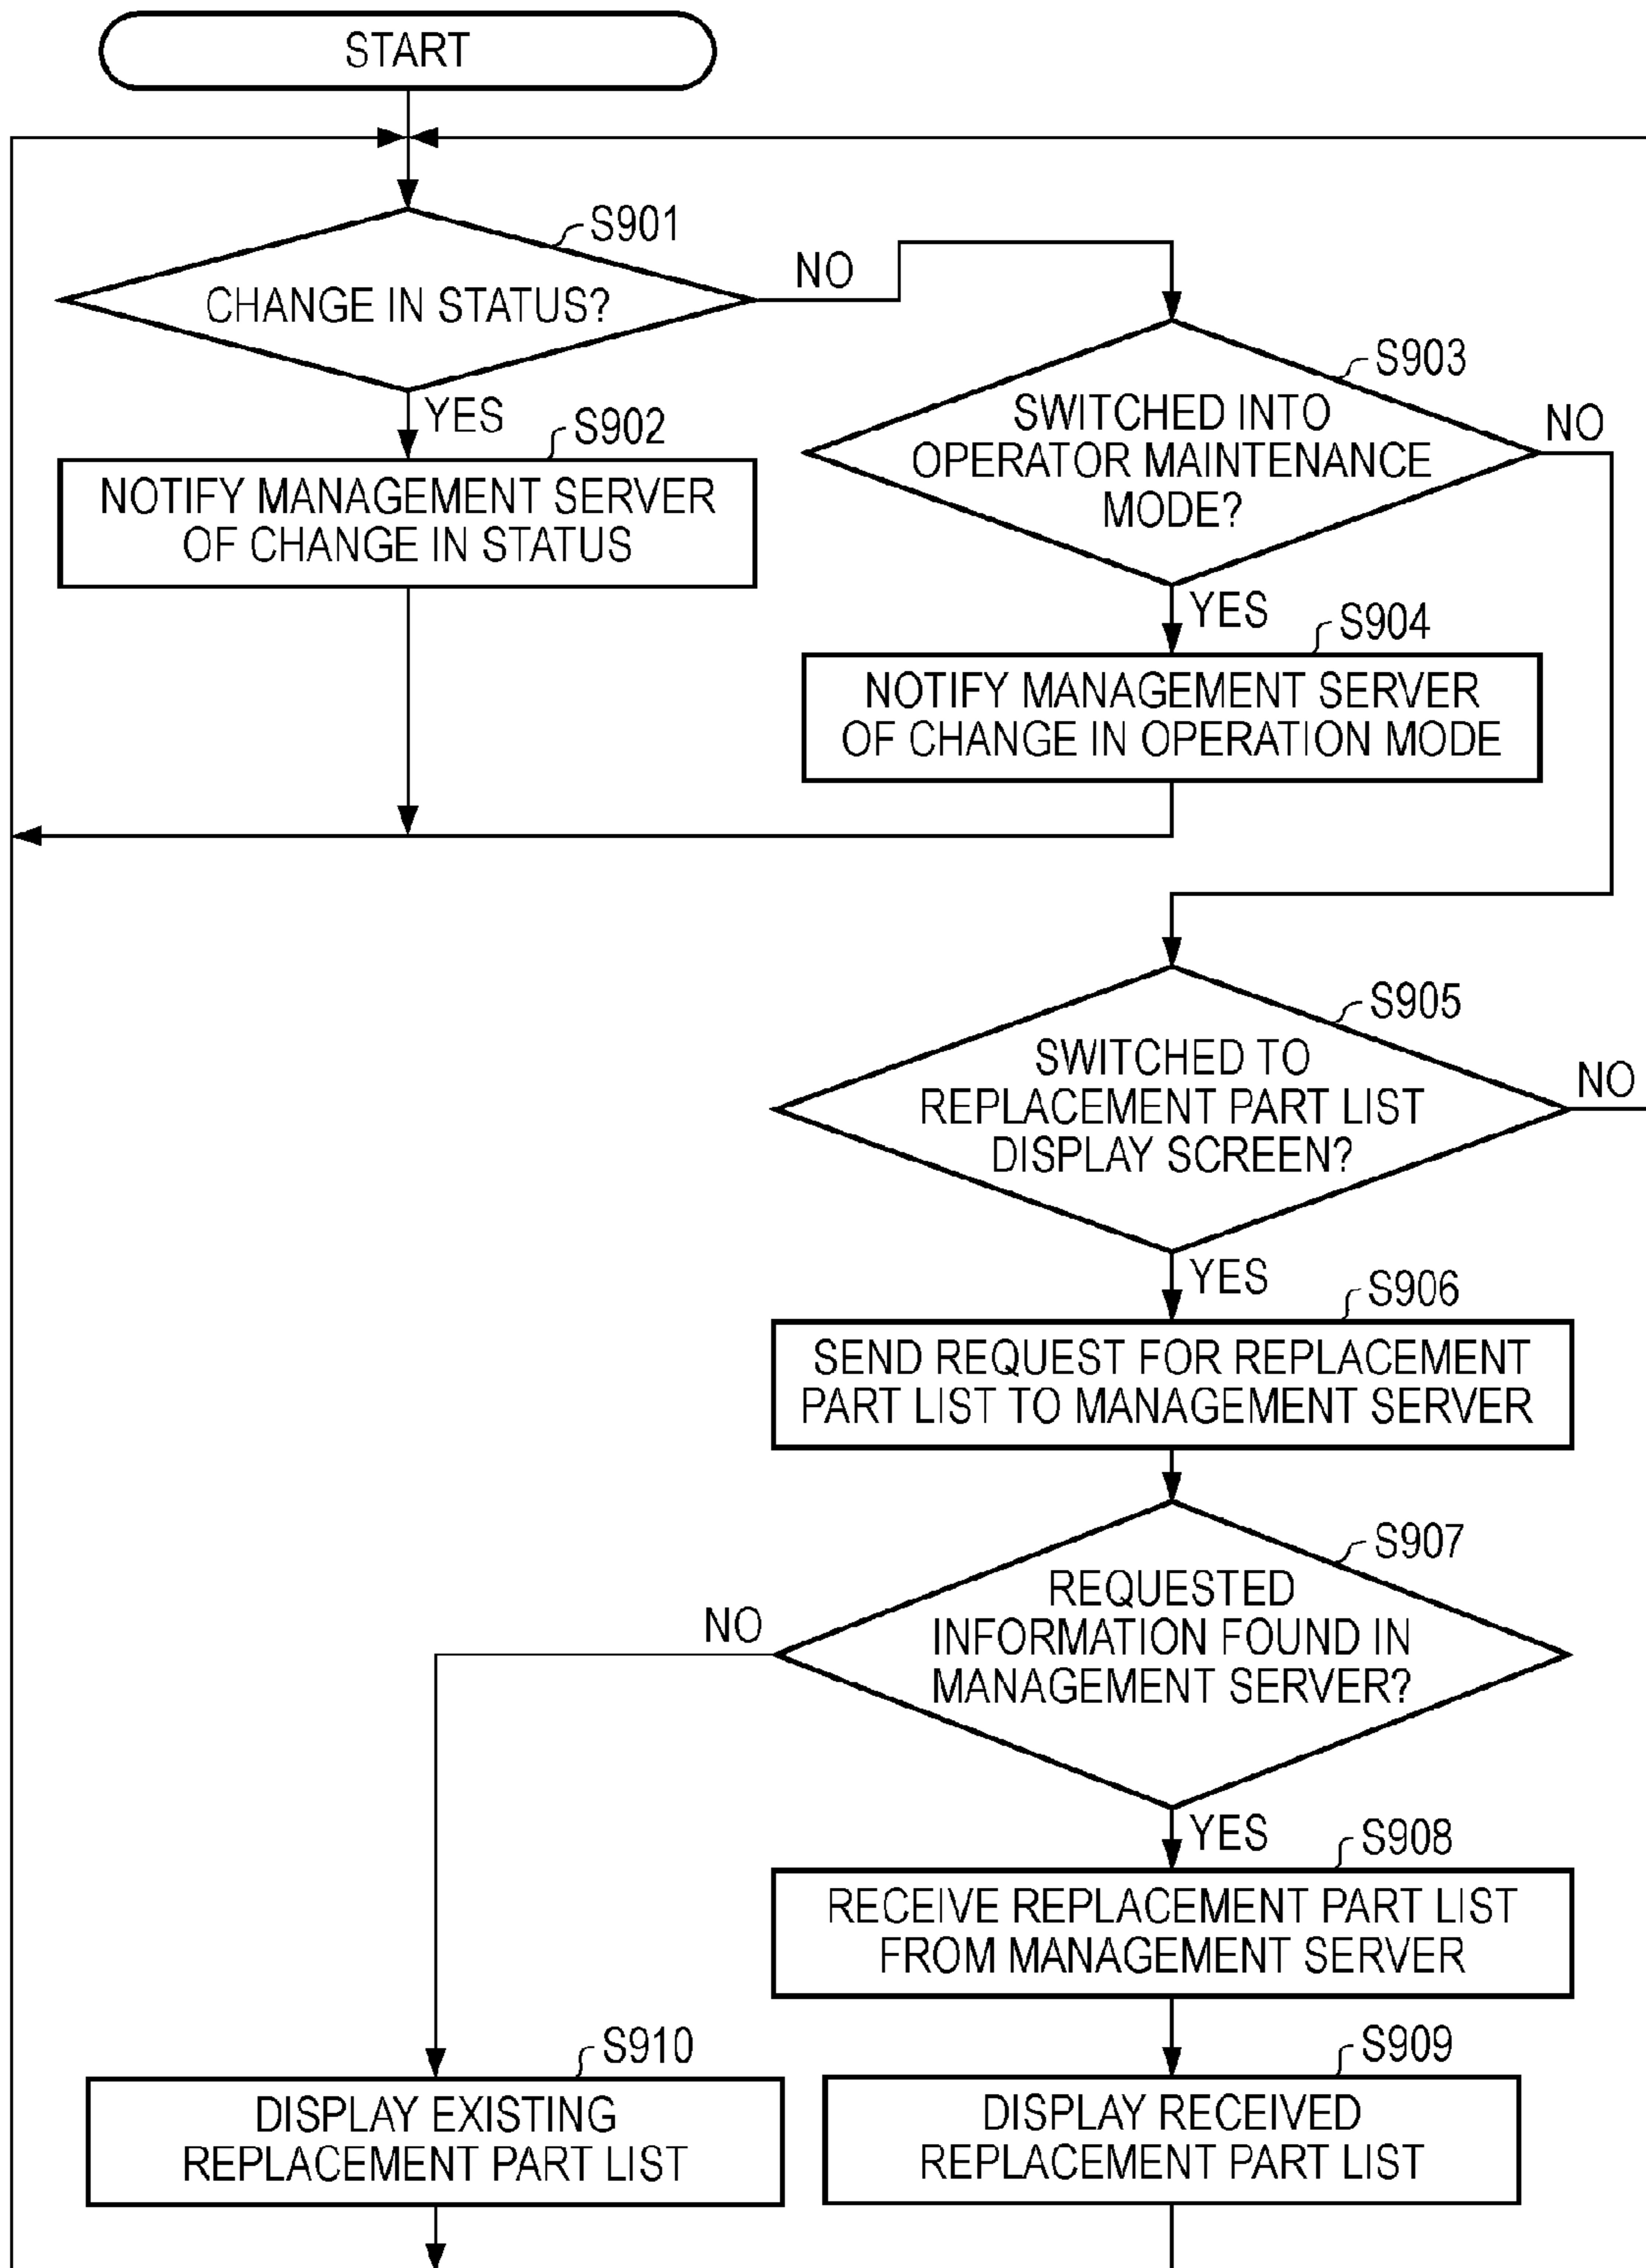 START
S901
CHANGE IN STATUS?
NO
YES
S902
NOTIFY MANAGEMENT SERVER
OF CHANGE IN STATUS
S903
SWITCHED INTO
OPERATOR MAINTENANCE
MODE?
NO
YES
S904
NOTIFY MANAGEMENT SERVER
OF CHANGE IN OPERATION MODE
S905
SWITCHED TO
REPLACEMENT PART LIST
DISPLAY SCREEN?
NO
YES
S906
SEND REQUEST FOR REPLACEMENT
PART LIST TO MANAGEMENT SERVER
S907
REQUESTED
INFORMATION FOUND IN
MANAGEMENT SERVER?
NO
YES
S908
RECEIVE REPLACEMENT PART LIST
FROM MANAGEMENT SERVER
S910
DISPLAY EXISTING
REPLACEMENT PART LIST
S909
DISPLAY RECEIVED
REPLACEMENT PART LIST